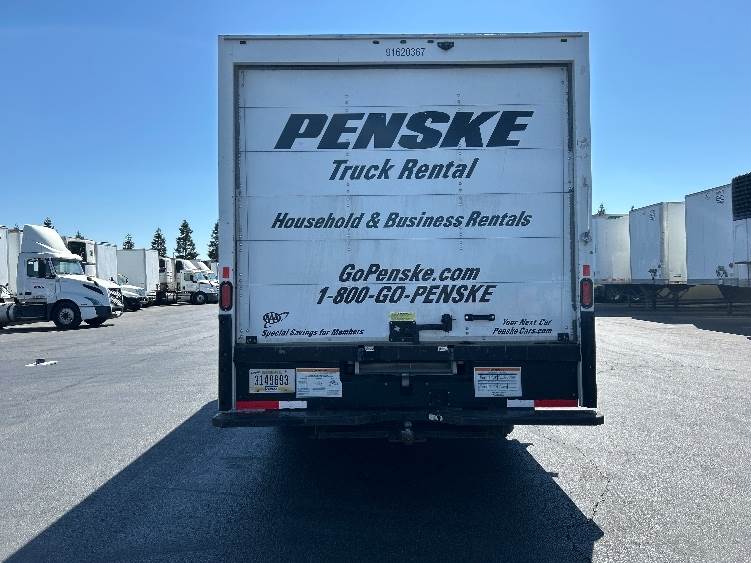 91620367
PENSKE
Truck Rental
Household & Business Rentals
GoPenske.com
1-800-GO-PENSKE
AAA
Special Savings for Members
Your Next Car
PenskeCars.com
3149693